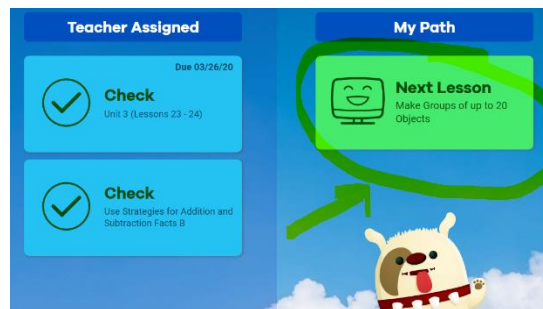 Teacher Assigned
Due 03/26/20
Check
Unit 3 (Lessons 23 - 24)
Check
Use Strategies for Addition and
Subtraction Facts B
My Path
Next Lesson
Make Groups of up to 20
Objects